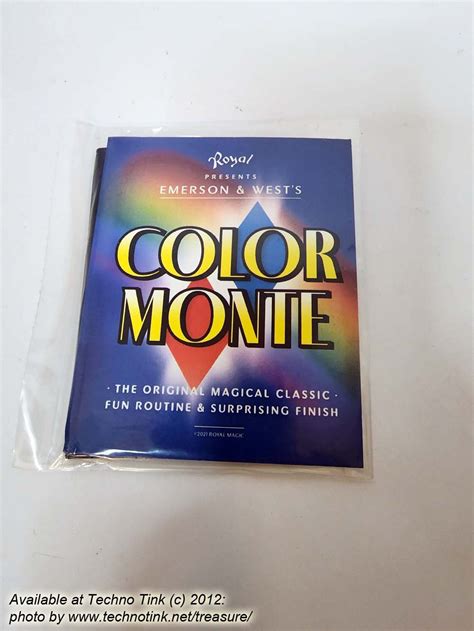 Royal
PRESENTS
EMERSON & WEST'S
COLOR
MONTE
· THE ORIGINAL MAGICAL CLASSIC ·
FUN ROUTINE & SURPRISING FINISH
©2021 ROYAL MAGIC
Available at Techno Tink (c) 2012:
photo by www.technotink.net/treasure/